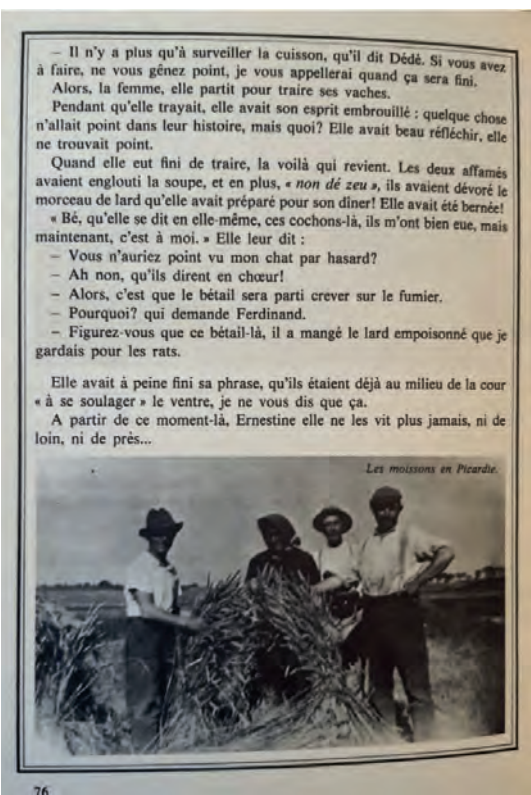 – Il n'y a plus qu'à surveiller la cuisson, qu'il dit Dédé. Si vous avez
à faire, ne vous gênez point, je vous appellerai quand ça sera fini.
Alors, la femme, elle partit pour traire ses vaches.
Pendant qu'elle trayait, elle avait son esprit embrouillé : quelque chose
n'allait point dans leur histoire, mais quoi? Elle avait beau réfléchir, elle
ne trouvait point.
Quand elle eut fini de traire, la voilà qui revient. Les deux affamés
avaient englouti la soupe, et en plus, « non dé zeu », ils avaient dévoré le
morceau de lard qu'elle avait préparé pour son dîner! Elle avait été bernée!
« Bé, qu'elle se dit en elle-même, ces cochons-là, ils m'ont bien eue, mais
maintenant, c'est à moi. » Elle leur dit :
– Vous n'auriez point vu mon chat par hasard?
– Ah non, qu'ils dirent en chœur!
– Alors, c'est que le bétail sera parti crever sur le fumier.
– Pourquoi? qui demande Ferdinand.
– Figurez-vous que ce bétail-là, il a mangé le lard empoisonné que je
gardais pour les rats.
Elle avait à peine fini sa phrase, qu'ils étaient déjà au milieu de la cour
« à se soulager » le ventre, je ne vous dis que ça.
A partir de ce moment-là, Ernestine elle ne les vit plus jamais, ni de
loin, ni de près...
Les moissons en Picardie.
76